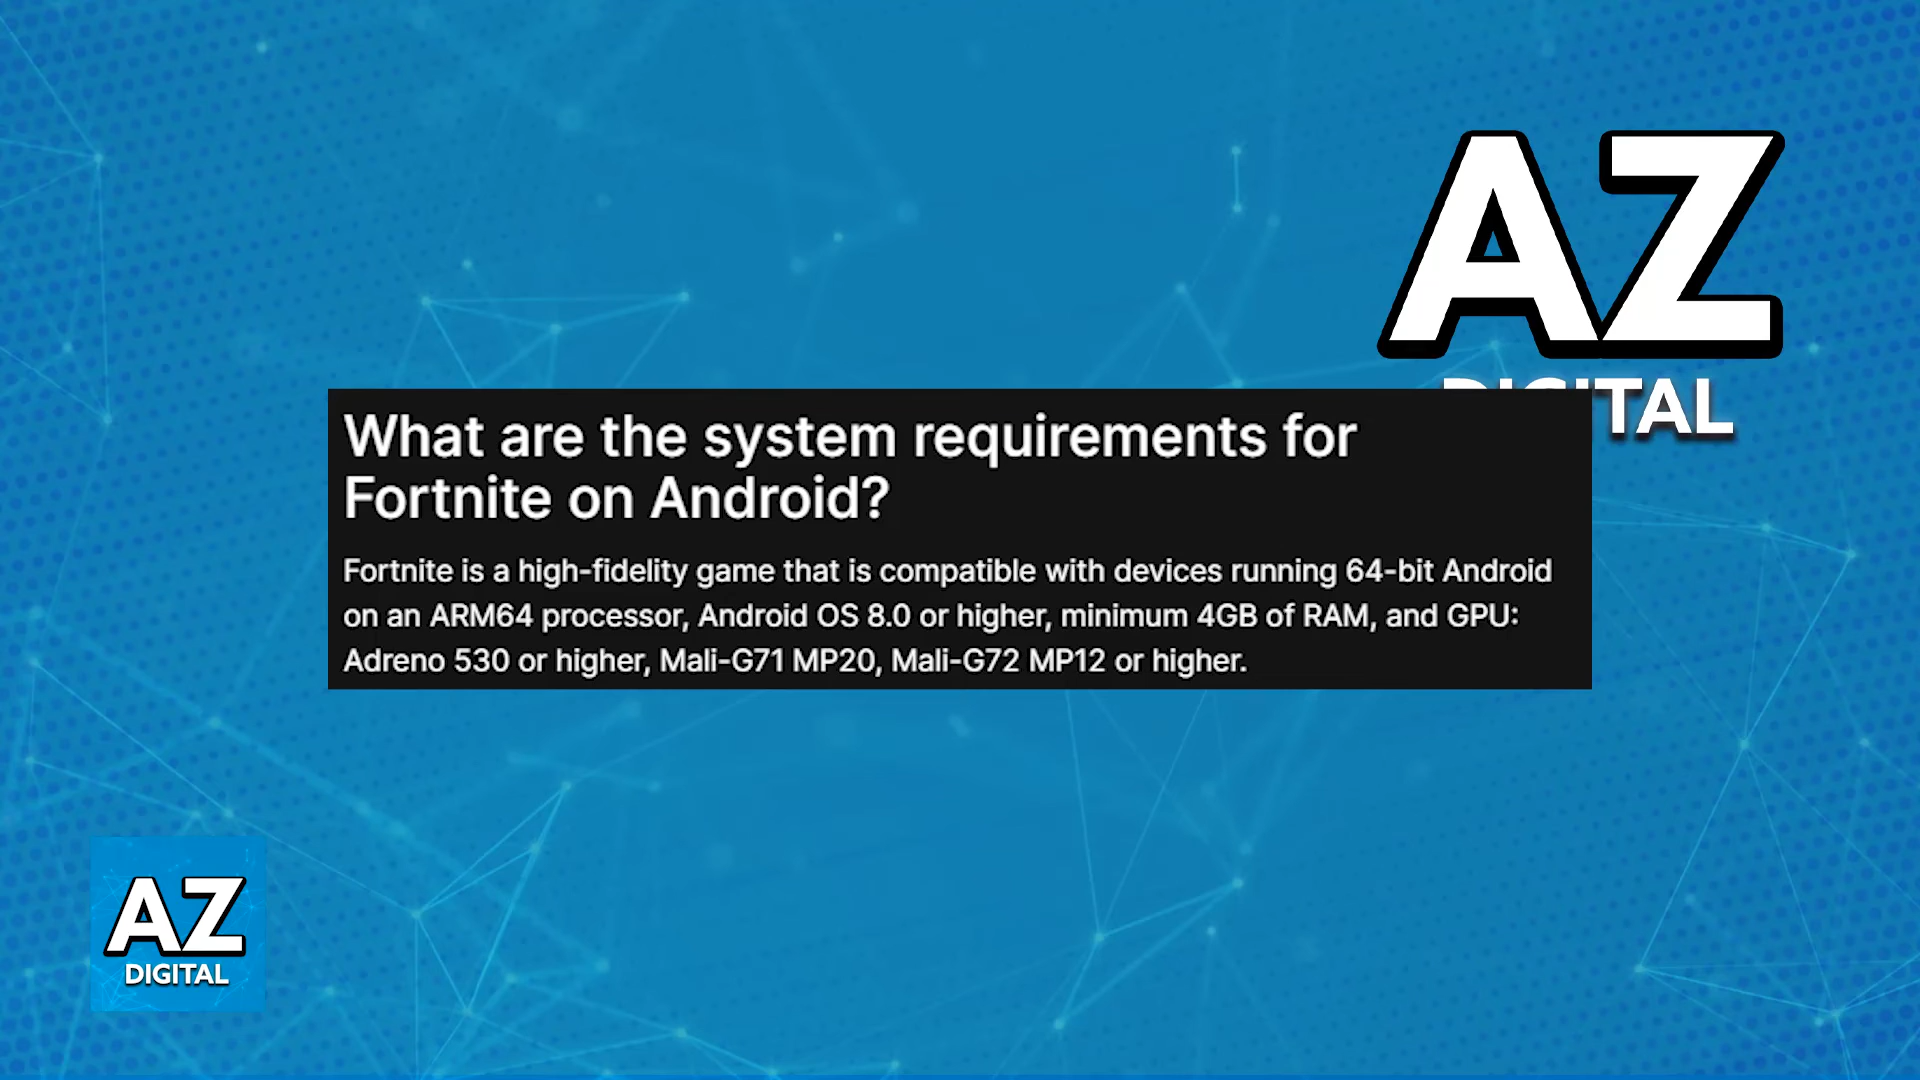 AZ
DIGITAL
What are the system requirements for
Fortnite on Android?
Fortnite is a high-fidelity game that is compatible with devices running 64-bit Android
on an ARM64 processor, Android OS 8.0 or higher, minimum 4GB of RAM, and GPU:
Adreno 530 or higher, Mali-G71 MP20, Mali-G72 MP12 or higher.
AZ
DIGITAL